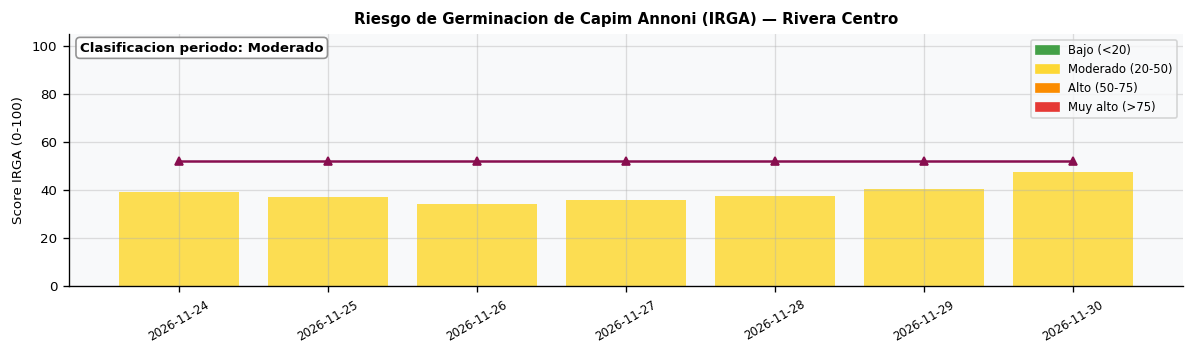 Riesgo de Germinacion de Capim Annoni (IRGA) — Rivera Centro
Clasificacion periodo: Moderado
Bajo (<20)
Moderado (20-50)
Alto (50-75)
Muy alto (>75)
Score IRGA (0-100)
100
80
60
40
20
0
2026-11-24
2026-11-25
2026-11-26
2026-11-27
2026-11-28
2026-11-29
2026-11-30